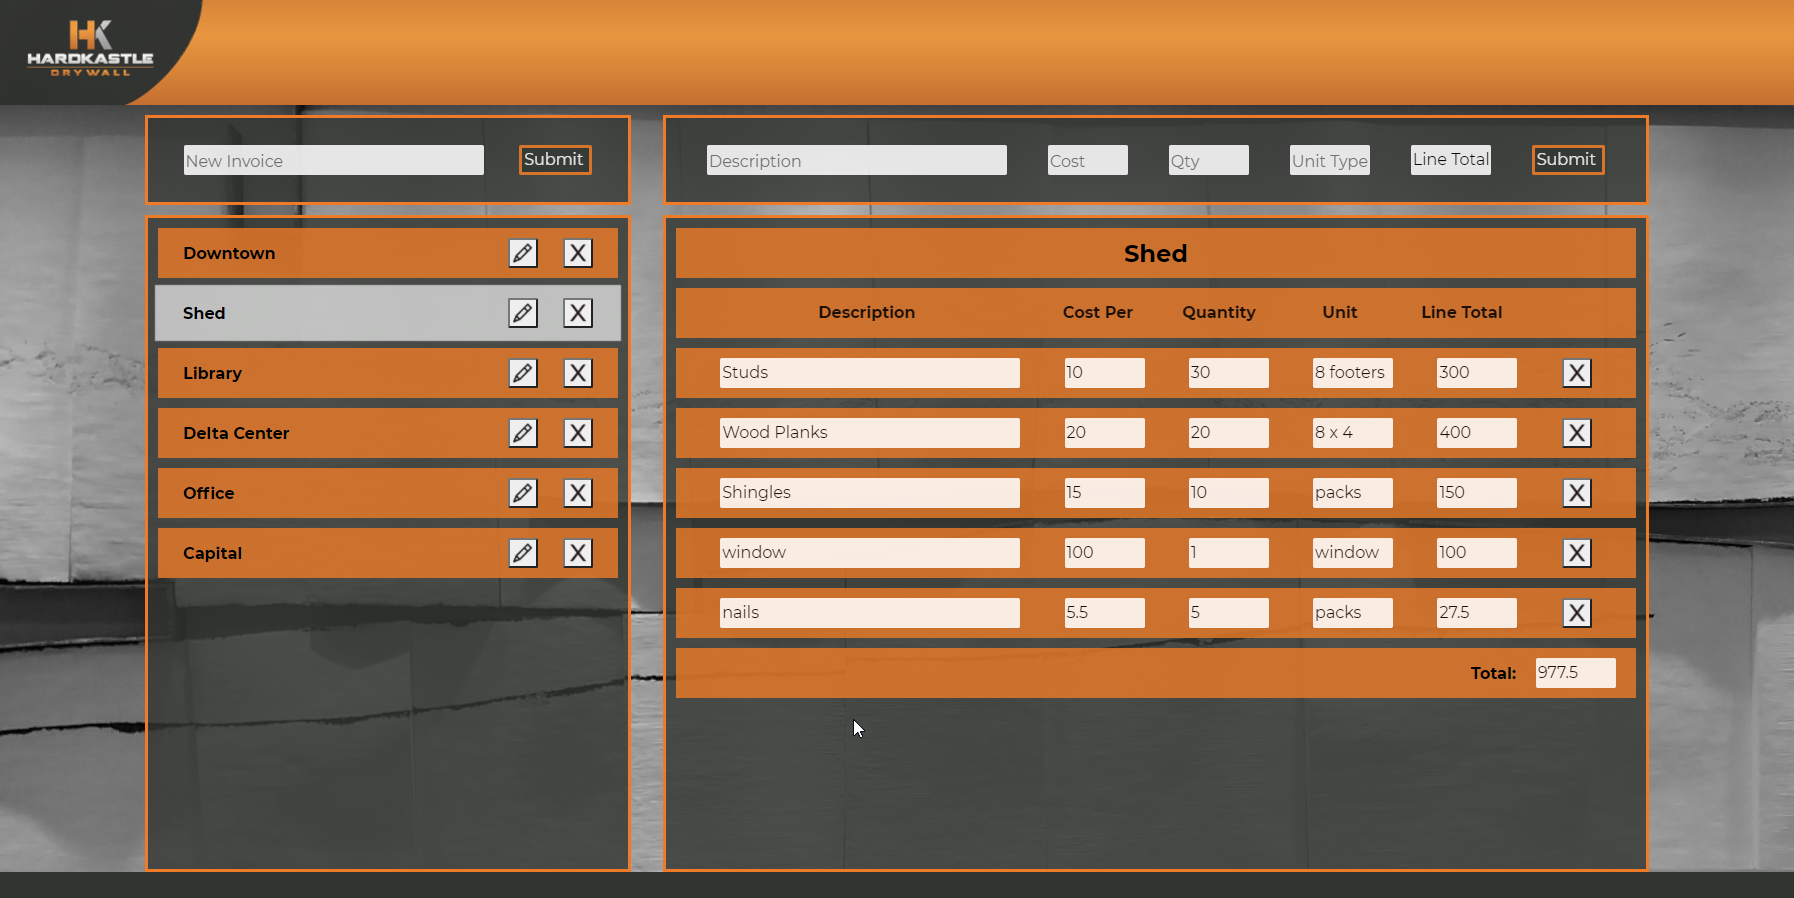 HK
HARDKASTLE
DRYWALL
New Invoice Submit
Description Cost Qty Unit Type Line Total Submit
Downtown X
Shed X
Library X
Delta Center X
Office X
Capital X
Shed
Description Cost Per Quantity Unit Line Total
Studs 10 30 8 footers 300 X
Wood Planks 20 20 8 x 4 400 X
Shingles 15 10 packs 150 X
window 100 1 window 100 X
nails 5.5 5 packs 27.5 X
Total: 977.5